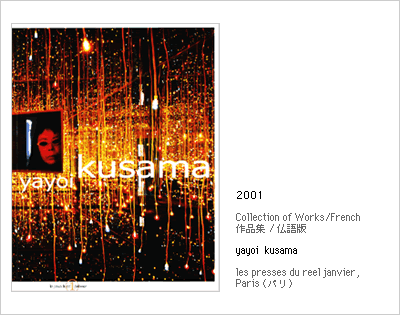 yayoi kusama
2001
Collection of Works/French
作品集 / 仏語版
yayoi kusama
les presses du reel janvier,
Paris (パリ)